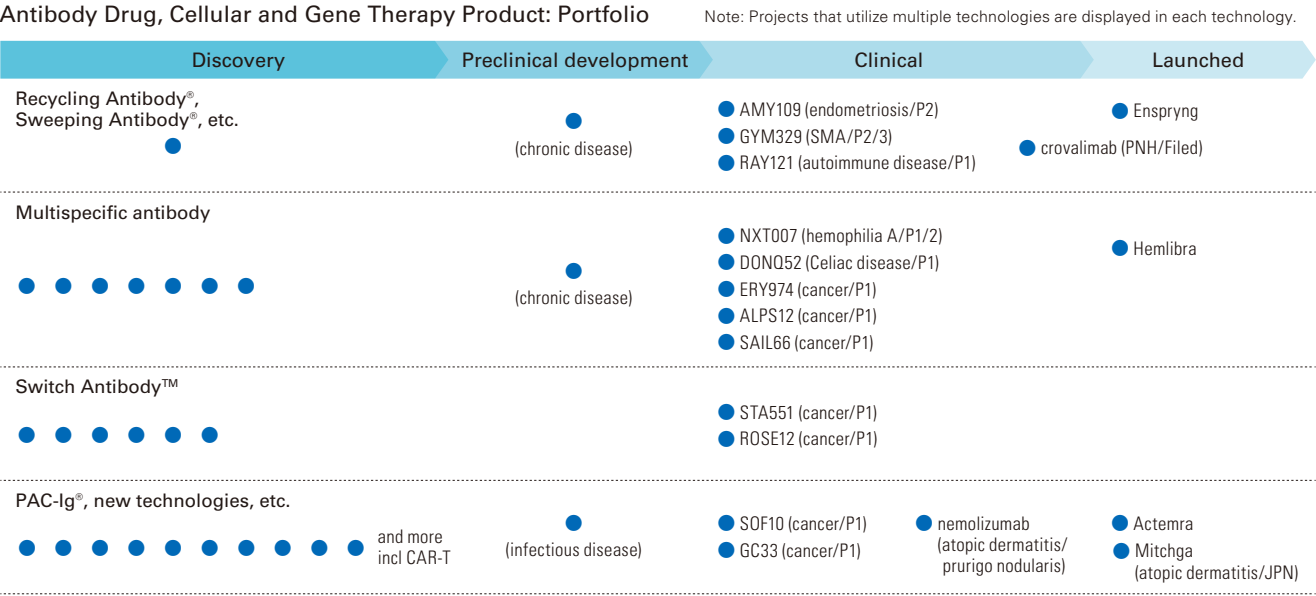 Antibody Drug, Cellular and Gene Therapy Product: Portfolio
Note: Projects that utilize multiple technologies are displayed in each technology.
Discovery
Preclinical development
Clinical
Launched
Recycling Antibody®,
Sweeping Antibody®, etc.
(chronic disease)
AMY109 (endometriosis/P2)
GYM329 (SMA/P2/3)
RAY121 (autoimmune disease/P1)
Enspryng
crovalimab (PNH/Filed)
Multispecific antibody
(chronic disease)
NXT007 (hemophilia A/P1/2)
DONQ52 (Celiac disease/P1)
ERY974 (cancer/P1)
ALPS12 (cancer/P1)
SAIL66 (cancer/P1)
Hemlibra
Switch Antibody™
STA551 (cancer/P1)
ROSE12 (cancer/P1)
PAC-Ig®, new technologies, etc.
and more
incl CAR-T
(infectious disease)
SOF10 (cancer/P1)
GC33 (cancer/P1)
nemolizumab
(atopic dermatitis/
prurigo nodularis)
Actemra
Mitchga
(atopic dermatitis/JPN)